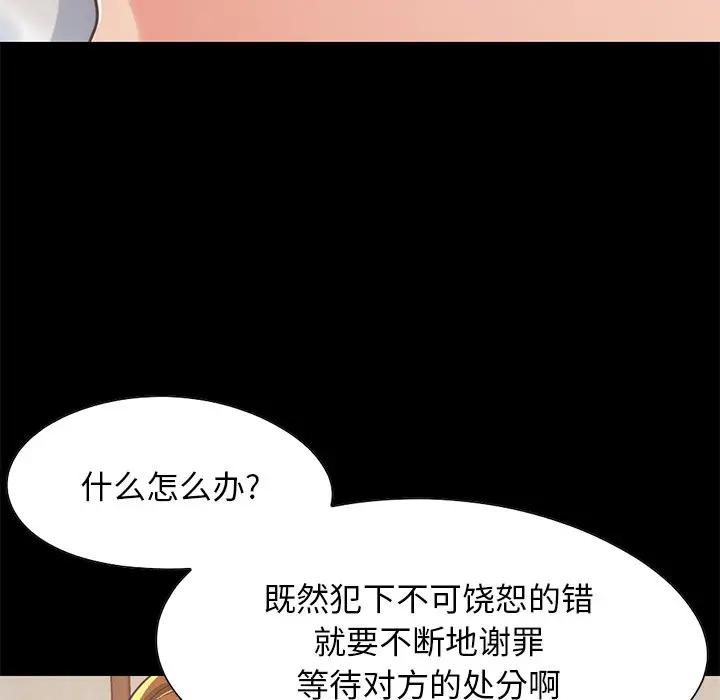 什么怎么办?
既然犯下不可饶恕的错
就要不断地谢罪
等待对方的处分啊